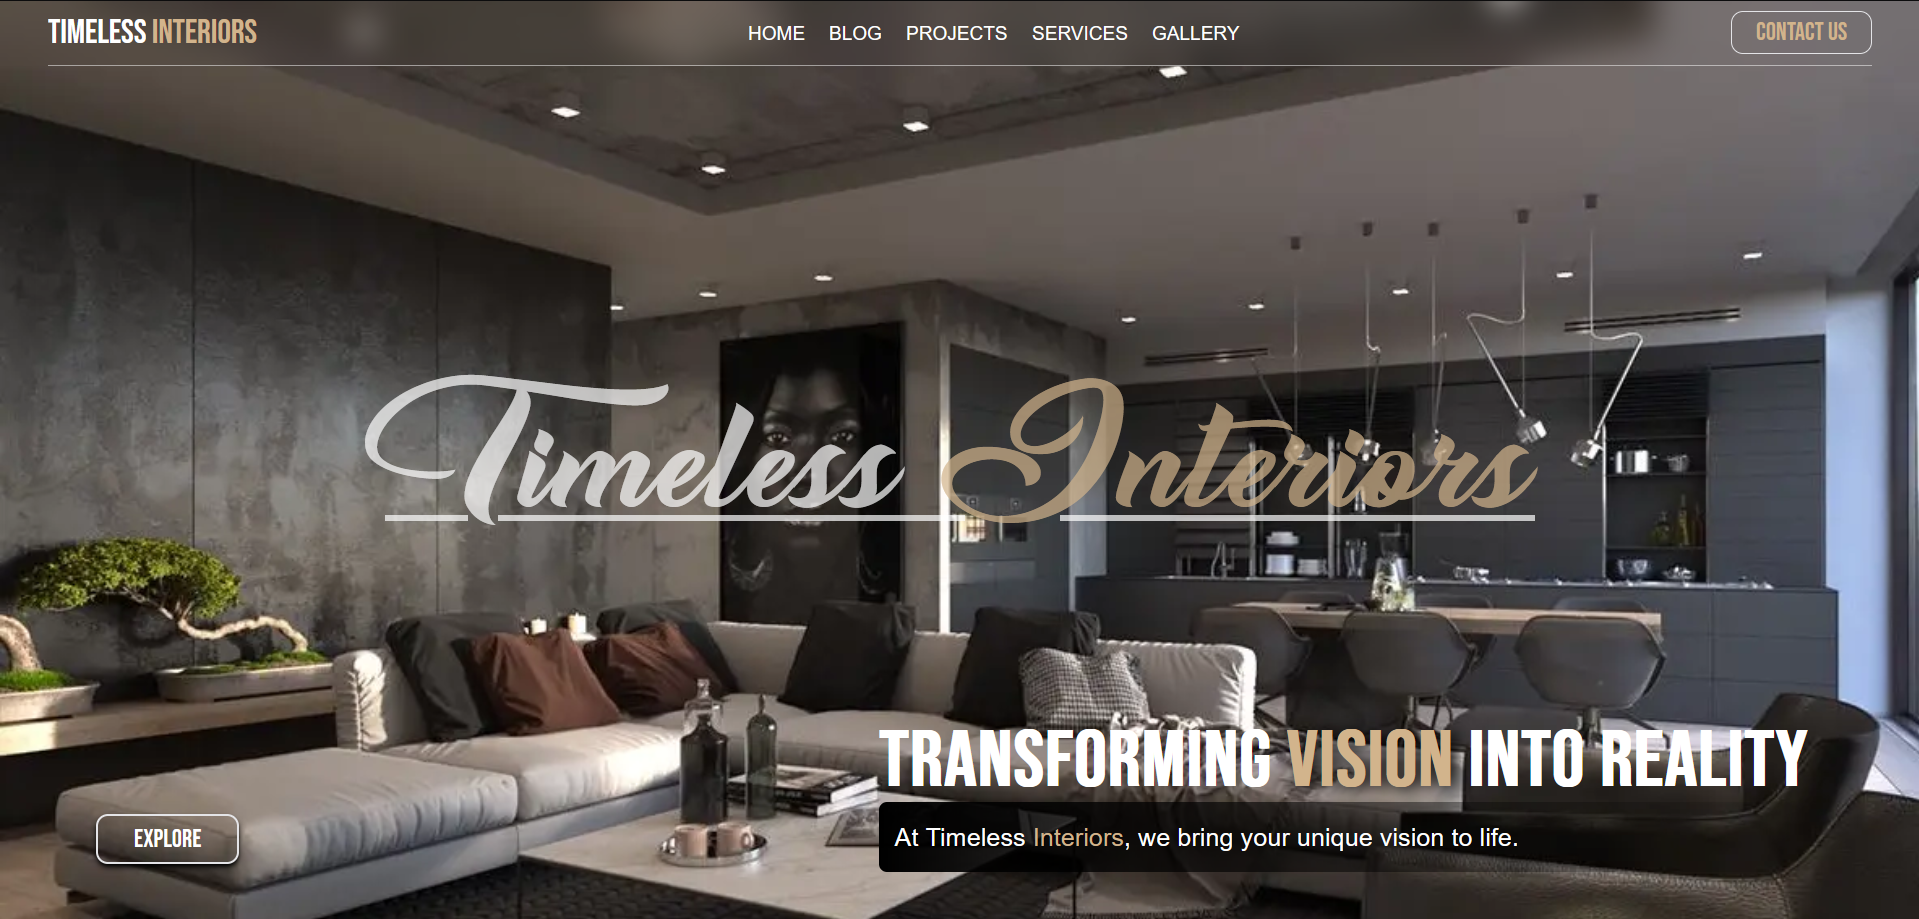 TIMELESS INTERIORS
HOME BLOG PROJECTS SERVICES GALLERY
CONTACT US
Timeless Interiors
TRANSFORMING VISION INTO REALITY
EXPLORE
At Timeless Interiors, we bring your unique vision to life.